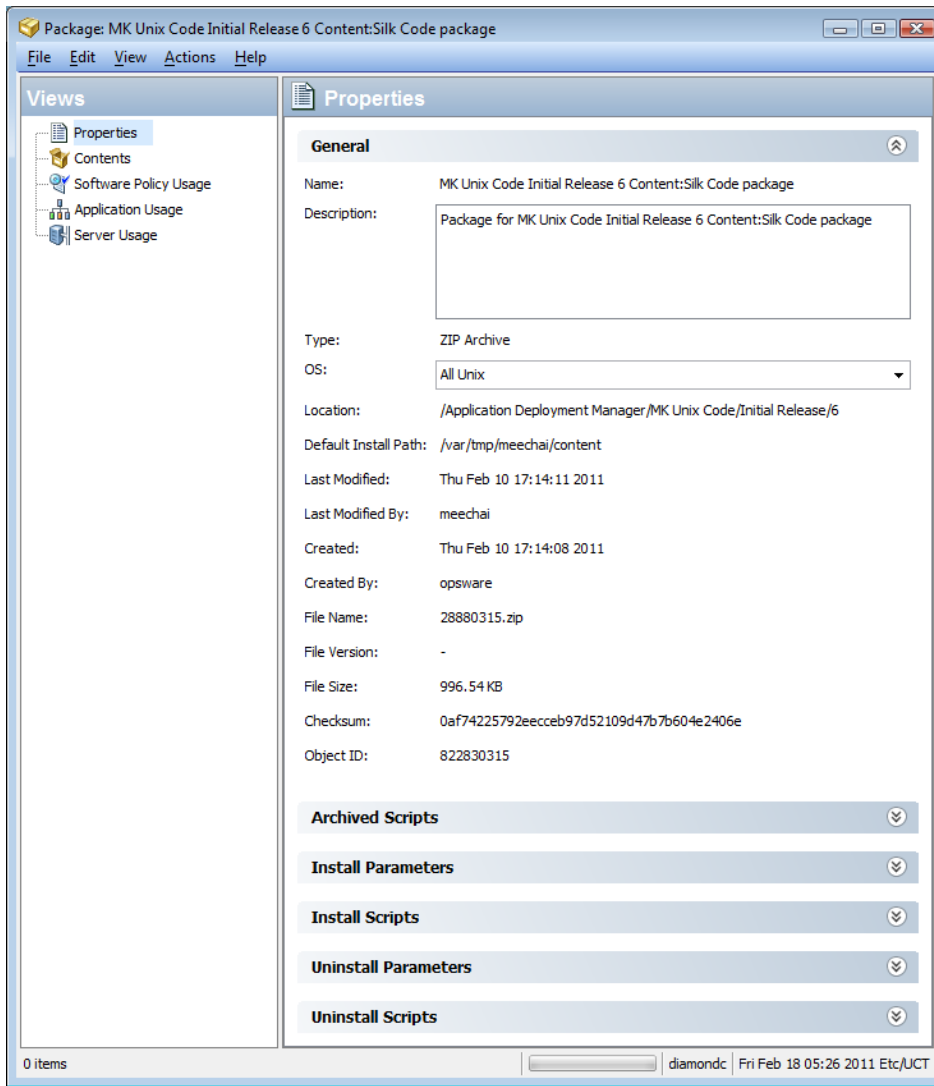 Package: MK Unix Code Initial Release 6 Content:Silk Code package
File Edit View Actions Help
Views
Properties
Contents
Software Policy Usage
Application Usage
Server Usage
Properties
General
Name: MK Unix Code Initial Release 6 Content:Silk Code package
Description: Package for MK Unix Code Initial Release 6 Content:Silk Code package
Type: ZIP Archive
OS: All Unix
Location: /Application Deployment Manager/MK Unix Code/Initial Release/6
Default Install Path: /var/tmp/meechai/content
Last Modified: Thu Feb 10 17:14:11 2011
Last Modified By: meechai
Created: Thu Feb 10 17:14:08 2011
Created By: opsware
File Name: 28880315.zip
File Version: -
File Size: 996.54 KB
Checksum: 0af74225792eecceb97d52109d47b7b604e2406e
Object ID: 822830315
Archived Scripts
Install Parameters
Install Scripts
Uninstall Parameters
Uninstall Scripts
0 items diamondc Fri Feb 18 05:26 2011 Etc/UCT